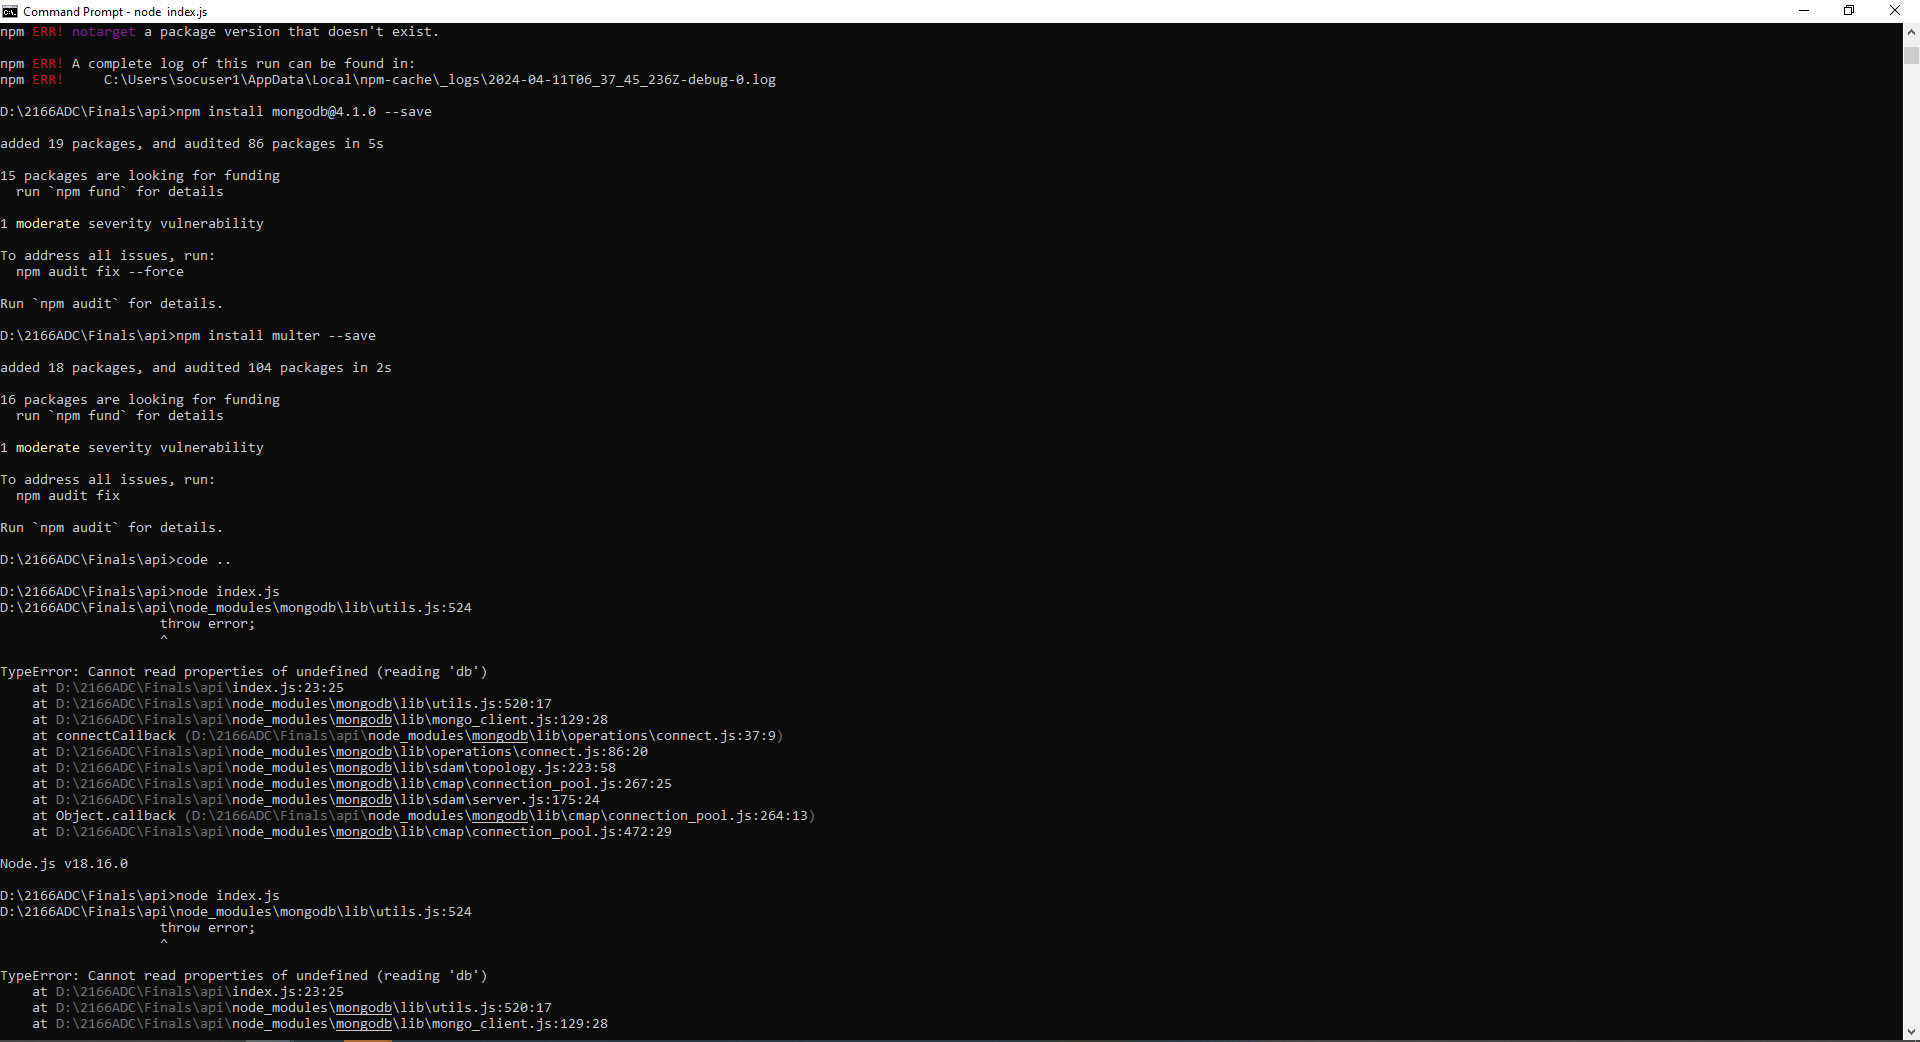 Command Prompt - node  index.js
npm ERR! notarget a package version that doesn't exist.
npm ERR! A complete log of this run can be found in:
npm ERR!     C:\Users\socuser1\AppData\Local\npm-cache\_logs\2024-04-11T06_37_45_236Z-debug-0.log
D:\2166ADC\Finals\api>npm install mongodb@4.1.0 --save
added 19 packages, and audited 86 packages in 5s
15 packages are looking for funding
  run `npm fund` for details
1 moderate severity vulnerability
To address all issues, run:
  npm audit fix --force
Run `npm audit` for details.
D:\2166ADC\Finals\api>npm install multer --save
added 18 packages, and audited 104 packages in 2s
16 packages are looking for funding
  run `npm fund` for details
1 moderate severity vulnerability
To address all issues, run:
  npm audit fix
Run `npm audit` for details.
D:\2166ADC\Finals\api>code ..
D:\2166ADC\Finals\api>node index.js
D:\2166ADC\Finals\api\node_modules\mongodb\lib\utils.js:524
                    throw error;
                    ^
TypeError: Cannot read properties of undefined (reading 'db')
    at D:\2166ADC\Finals\api\index.js:23:25
    at D:\2166ADC\Finals\api\node_modules\mongodb\lib\utils.js:520:17
    at D:\2166ADC\Finals\api\node_modules\mongodb\lib\mongo_client.js:129:28
    at connectCallback (D:\2166ADC\Finals\api\node_modules\mongodb\lib\operations\connect.js:37:9)
    at D:\2166ADC\Finals\api\node_modules\mongodb\lib\operations\connect.js:86:20
    at D:\2166ADC\Finals\api\node_modules\mongodb\lib\sdam\topology.js:223:58
    at D:\2166ADC\Finals\api\node_modules\mongodb\lib\cmap\connection_pool.js:267:25
    at D:\2166ADC\Finals\api\node_modules\mongodb\lib\sdam\server.js:175:24
    at Object.callback (D:\2166ADC\Finals\api\node_modules\mongodb\lib\cmap\connection_pool.js:264:13)
    at D:\2166ADC\Finals\api\node_modules\mongodb\lib\cmap\connection_pool.js:472:29
Node.js v18.16.0
D:\2166ADC\Finals\api>node index.js
D:\2166ADC\Finals\api\node_modules\mongodb\lib\utils.js:524
                    throw error;
                    ^
TypeError: Cannot read properties of undefined (reading 'db')
    at D:\2166ADC\Finals\api\index.js:23:25
    at D:\2166ADC\Finals\api\node_modules\mongodb\lib\utils.js:520:17
    at D:\2166ADC\Finals\api\node_modules\mongodb\lib\mongo_client.js:129:28